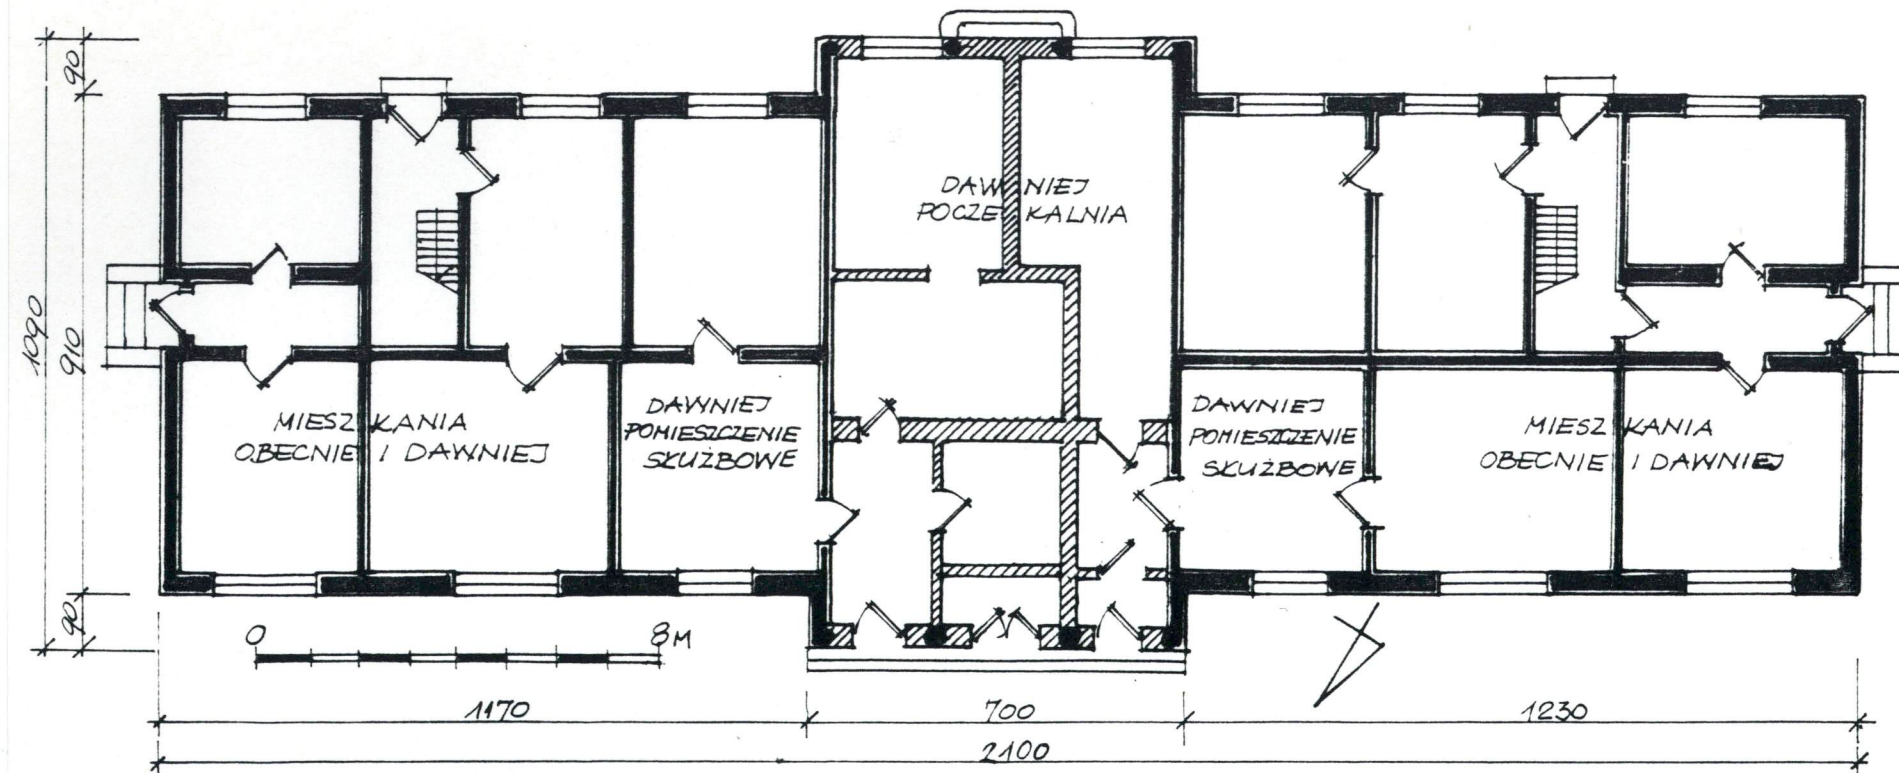 90
1090
910
90
DAWNIEJ
POCZEKALNIA
MIESZKANIA
OBECNIE I DAWNIEJ
DAWNIEJ
POMIESZCZENIE
SŁUŻBOWE
DAWNIEJ
POMIESZCZENIE
SŁUŻBOWE
MIESZKANIA
OBECNIE I DAWNIEJ
0 8M
1170 700 1230
2100